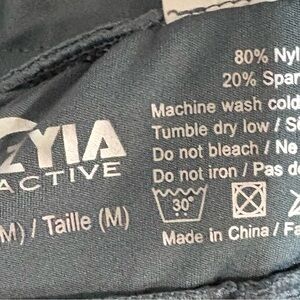 ZYIA
ACTIVE
M) / Taille (M)
80% Nyl
20% Spar
Machine wash cold
Tumble dry low / S
Do not bleach / Ne
Do not iron / Pas de
30°
Made in China / Fa